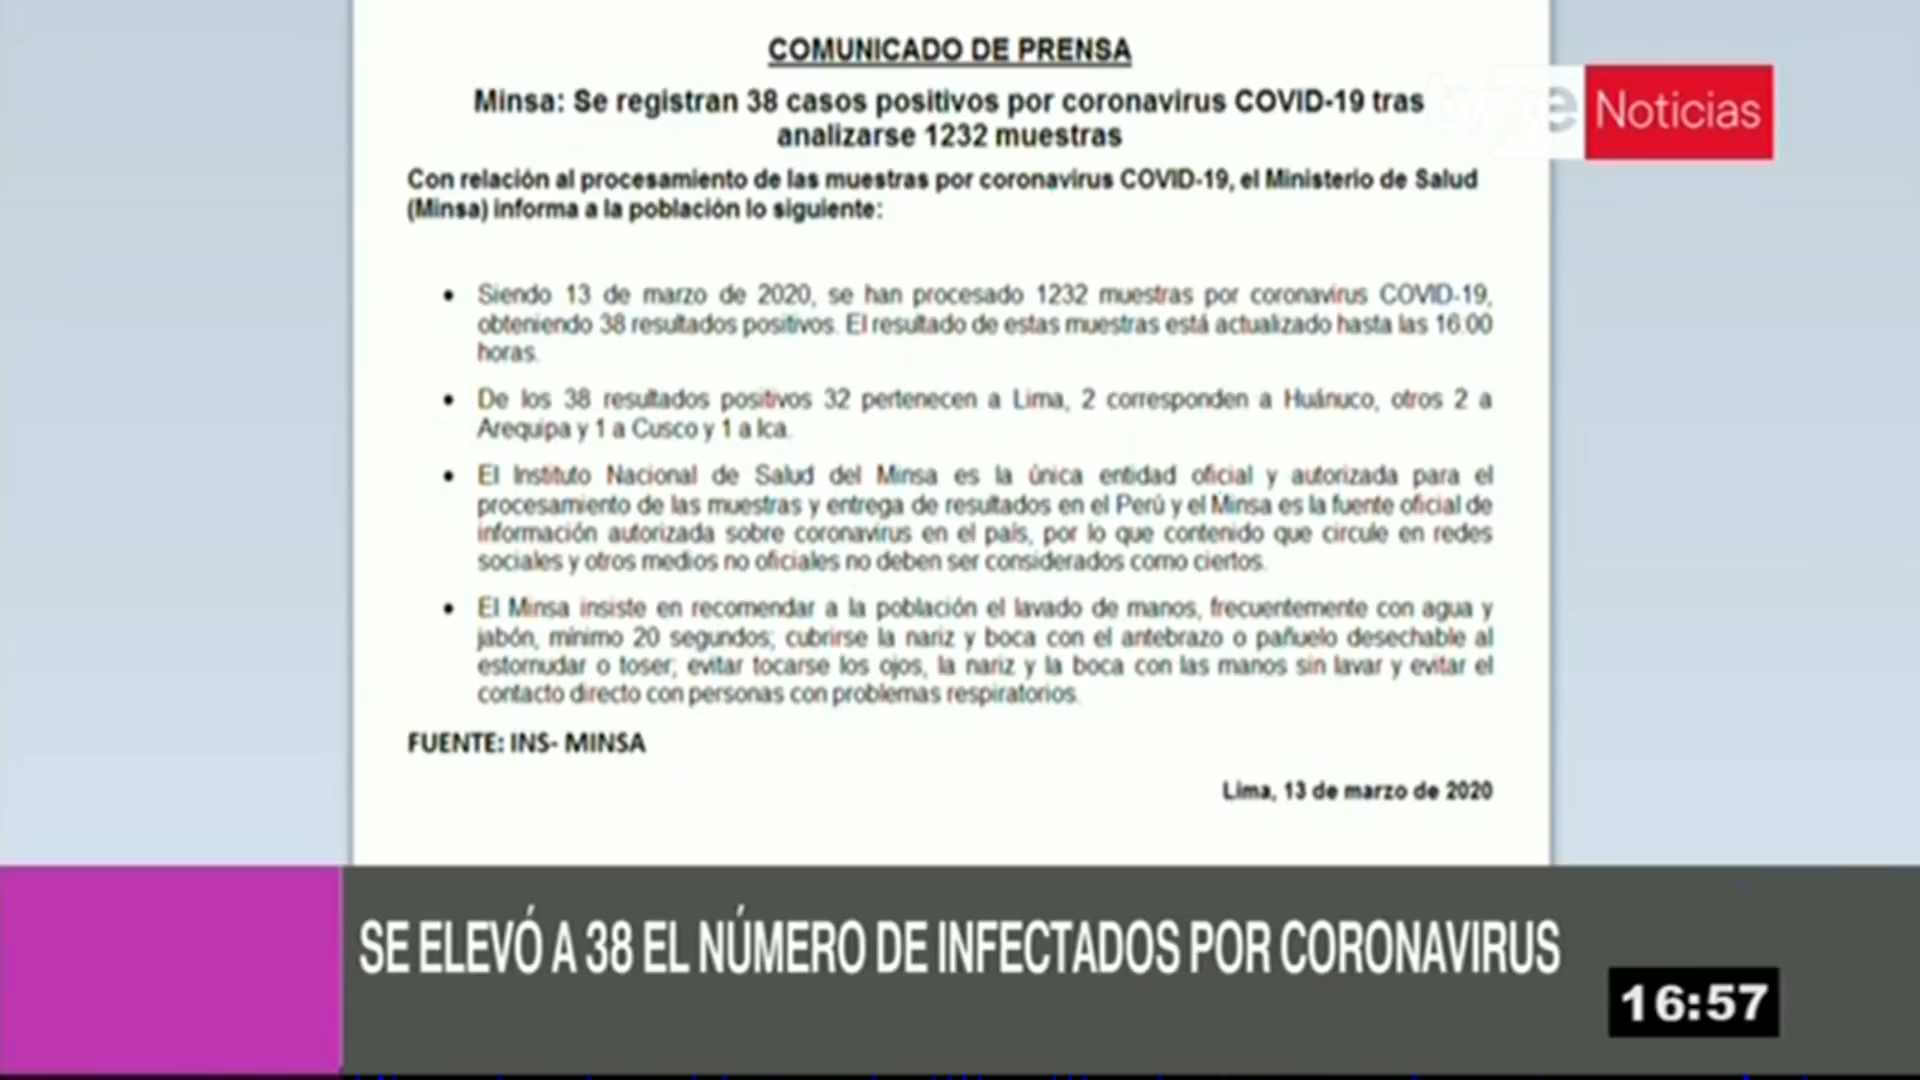 COMUNICADO DE PRENSA
Minsa: Se registran 38 casos positivos por coronavirus COVID-19 tras
analizarse 1232 muestras
Noticias
Con relación al procesamiento de las muestras por coronavirus COVID-19, el Ministerio de Salud
(Minsa) informa a la población lo siguiente:
• Siendo 13 de marzo de 2020, se han procesado 1232 muestras por coronavirus COVID-19,
obteniendo 38 resultados positivos. El resultado de estas muestras está actualizado hasta las 16:00
horas.
• De los 38 resultados positivos 32 pertenecen a Lima, 2 corresponden a Huánuco, otros 2 a
Arequipa y 1 a Cusco y 1 a Ica.
• El Instituto Nacional de Salud del Minsa es la única entidad oficial y autorizada para el
procesamiento de las muestras y entrega de resultados en el Perú y el Minsa es la fuente oficial de
información autorizada sobre coronavirus en el país, por lo que contenido que circule en redes
sociales y otros medios no oficiales no deben ser considerados como ciertos.
• El Minsa insiste en recomendar a la población el lavado de manos, frecuentemente con agua y
jabón, mínimo 20 segundos; cubrirse la nariz y boca con el antebrazo o pañuelo desechable al
estornudar o toser; evitar tocarse los ojos, la nariz y la boca con las manos sin lavar y evitar el
contacto directo con personas con problemas respiratorios.
FUENTE: INS- MINSA
Lima, 13 de marzo de 2020
SE ELEVÓ A 38 EL NÚMERO DE INFECTADOS POR CORONAVIRUS
16:57